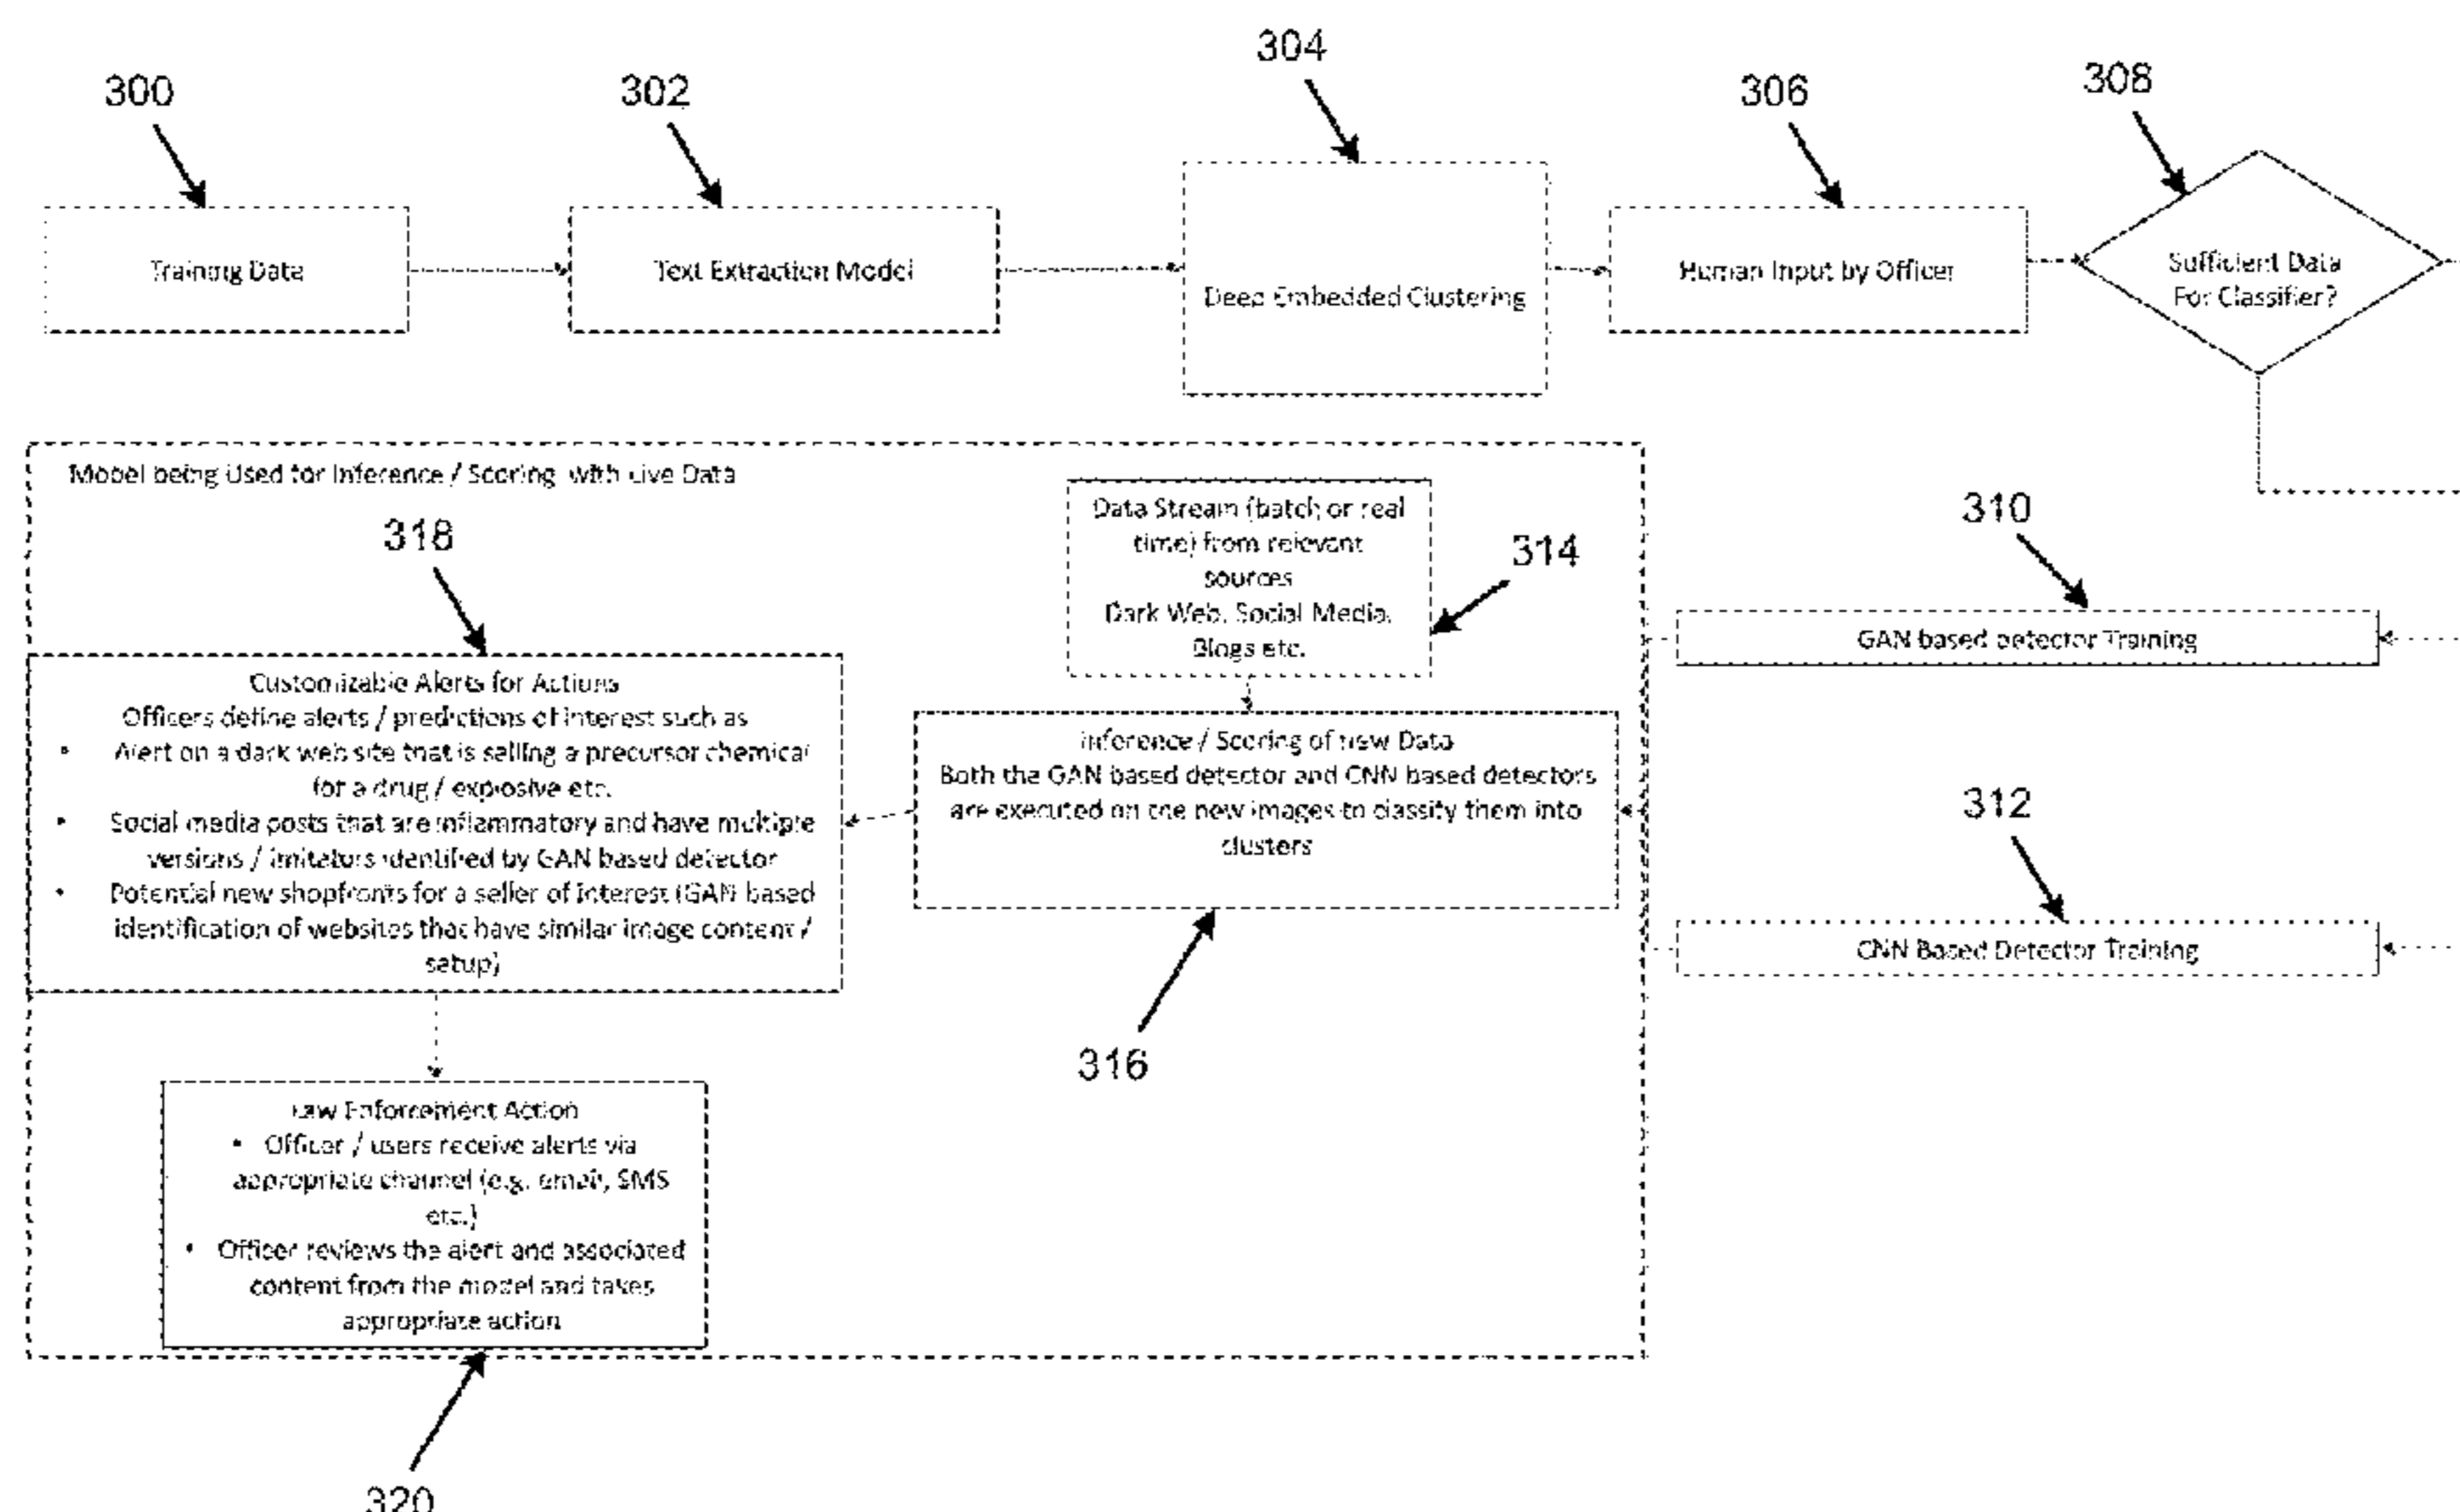 304
300
302
306
308
Training Data
Text Extraction Model
Deep Embedded Clustering
Human Input by Officer
Sufficient Data
For Classifier?
Model being Used for Inference / Scoring with Live Data
318
Data Stream (batch or real
time) from relevant
sources
Dark Web, Social Media,
Blogs etc.
314
310
GAN based detector Training
Customizable Alerts for Actions
Officers define alerts / predictions of interest such as
• Alert on a dark web site that is selling a precursor chemical
for a drug / explosive etc.
• Social media posts that are inflammatory and have multiple
versions / imitators identified by GAN based detector
• Potential new shopfronts for a seller of interest (GAN based
identification of websites that have similar image content /
setup)
Inference / Scoring of new Data
Both the GAN based detector and CNN based detectors
are executed on the new images to classify them into
clusters
312
CNN Based Detector Training
316
Law Enforcement Action
• Officer / users receive alerts via
appropriate channel (e.g. email, SMS
etc.)
• Officer reviews the alert and associated
content from the model and takes
appropriate action
320